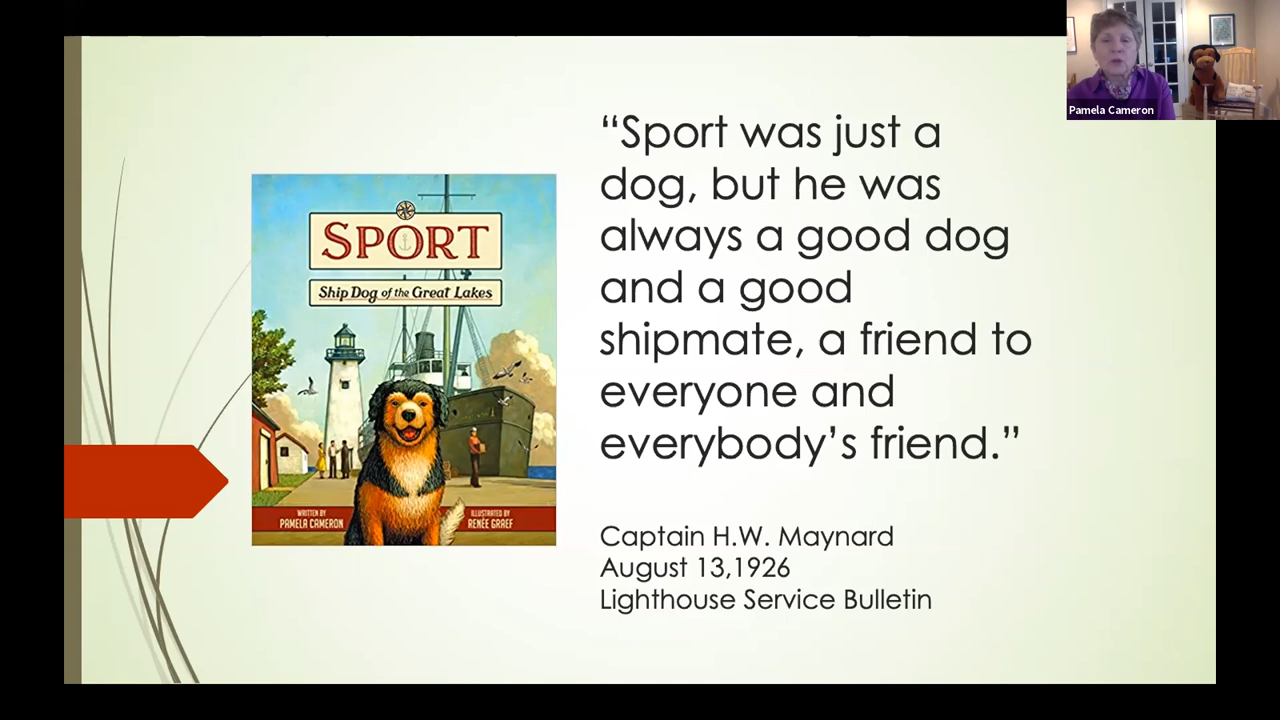 Pamela Cameron
SPORT
Ship Dog of the Great Lakes
WRITTEN BY
PAMELA CAMERON
ILLUSTRATED BY
RENÉE GRAEF
“Sport was just a
dog, but he was
always a good dog
and a good
shipmate, a friend to
everyone and
everybody’s friend.”
Captain H.W. Maynard
August 13,1926
Lighthouse Service Bulletin